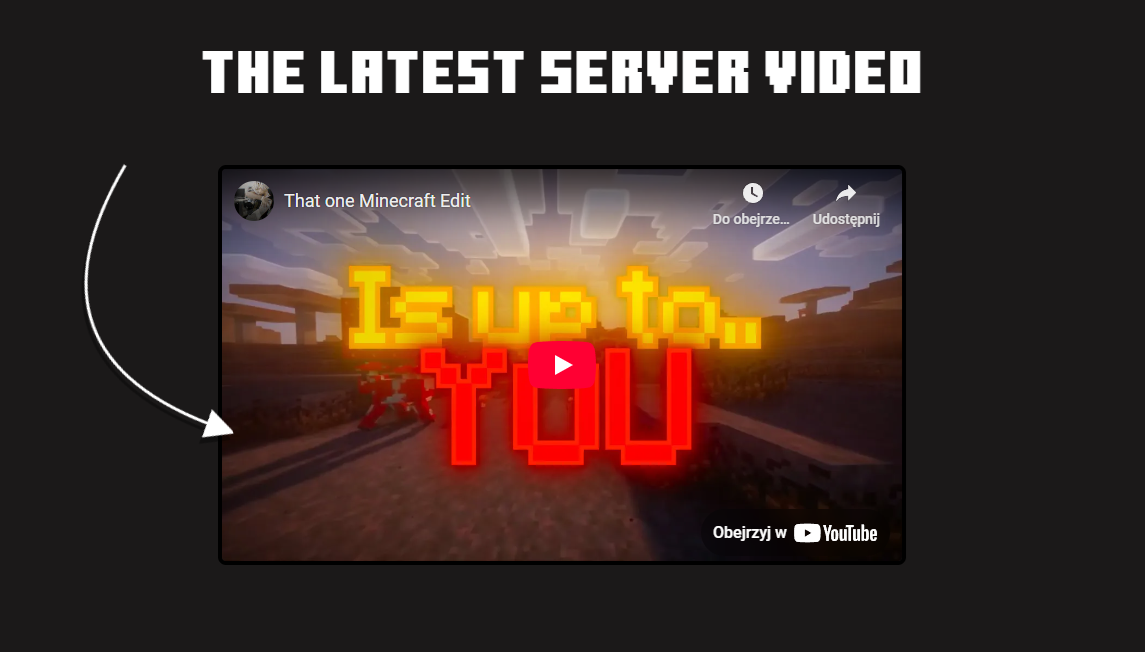 THE LATEST SERVER VIDEO
That one Minecraft Edit
Do obejrze...
Udostępnij
Is up to...
YOU
Obejrzyj w YouTube